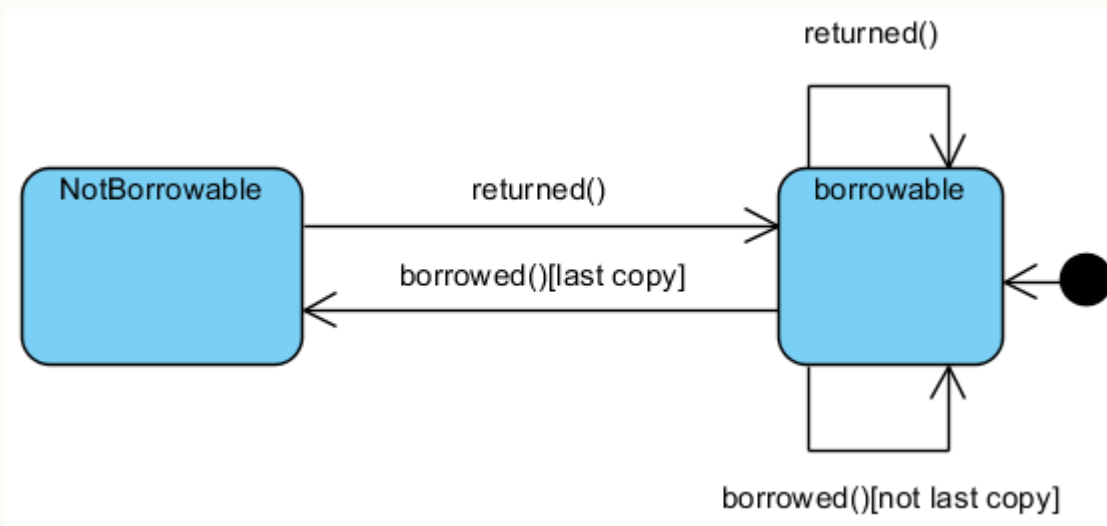 returned()
NotBorrowable
returned()
borrowable
borrowed()[last copy]
borrowed()[not last copy]